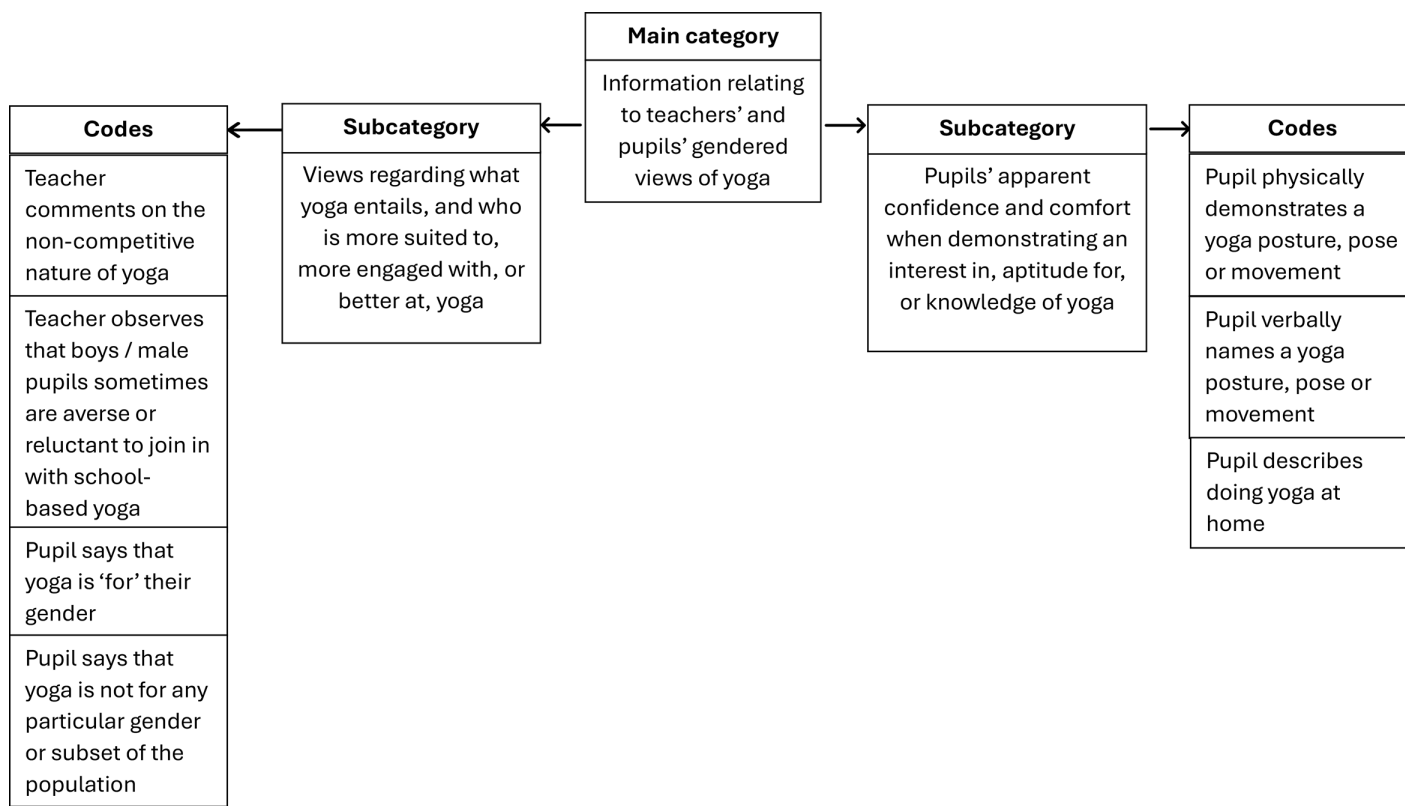 Main category
Information relating
to teachers’ and
pupils’ gendered
views of yoga
Subcategory
Views regarding what
yoga entails, and who
is more suited to,
more engaged with, or
better at, yoga
Codes
Teacher
comments on the
non-competitive
nature of yoga
Teacher observes
that boys / male
pupils sometimes
are averse or
reluctant to join in
with school-
based yoga
Pupil says that
yoga is ‘for’ their
gender
Pupil says that
yoga is not for any
particular gender
or subset of the
population
Subcategory
Pupils’ apparent
confidence and comfort
when demonstrating an
interest in, aptitude for,
or knowledge of yoga
Codes
Pupil physically
demonstrates a
yoga posture, pose
or movement
Pupil verbally
names a yoga
posture, pose or
movement
Pupil describes
doing yoga at
home